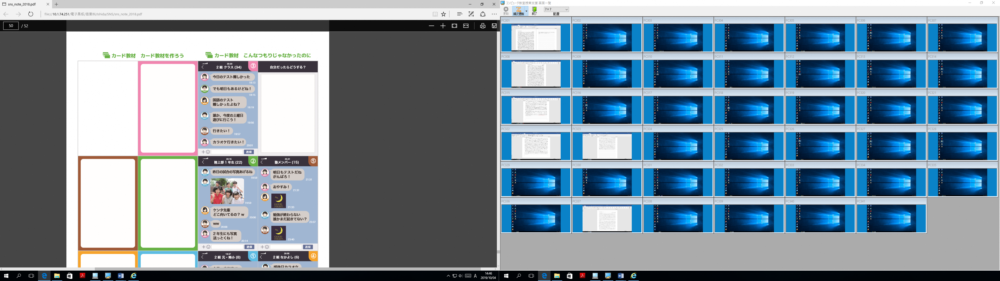 sns_note_2018.pdf
file://10.1.74.251/電子黒板/商業科/Ishida/SNS/sns_note_2018.pdf
50 / 52
カード教材 カード教材を作ろう
カード教材 こんなつもりじゃなかったのに
20:20
2組 クラス (34)
③
今日のテスト難しかった
18:13
でも明日もあるけどね！
18:15
国語のテスト
難しかったよね？
18:19
誰か、今度の土曜日
遊びに行こう！
19:56
行きたい！
19:57
カラオケ行きたい！
20:01
送信
自分だったらどうする？
20:15
陸上部 1 年生 (22)
②
昨日の試合の写真あげるね
19:59
19:59
ケンタ先輩
どこ向いてるの？ w
20:06
ww
20:08
2 年生にも写真
送っとくね！
20:14
送信
23:41
塾メンバー (15)
⑤
明日もテストだね
がんばろ！
21:31
おやすみ！
21:31
GOOD
NIGHT
21:33
勉強が終わらない
誰かまだ起きてない？
23:37
GOOD
NIGHT
23:40
送信
18:37
2 組 元・南小 (8)
①
20:55
2 組 なかよし (6)
④
明後日カラオケ
A
14:46
2019/10/04
コンピュータ教室授業支援 画面一覧
更新
順次更新
終了
7×7
配置
PC301 PC302 PC303 PC304 PC305 PC306 PC307
PC308 PC309 PC310 PC311 PC312 PC313 PC314
PC315 PC316 PC317 PC318 PC319 PC320 PC321
PC322 PC323 PC324 PC325 PC326 PC327 PC328
PC329 PC330 PC331 PC332 PC333 PC334 PC335
PC336 PC337 PC338 PC339 PC340 PC341